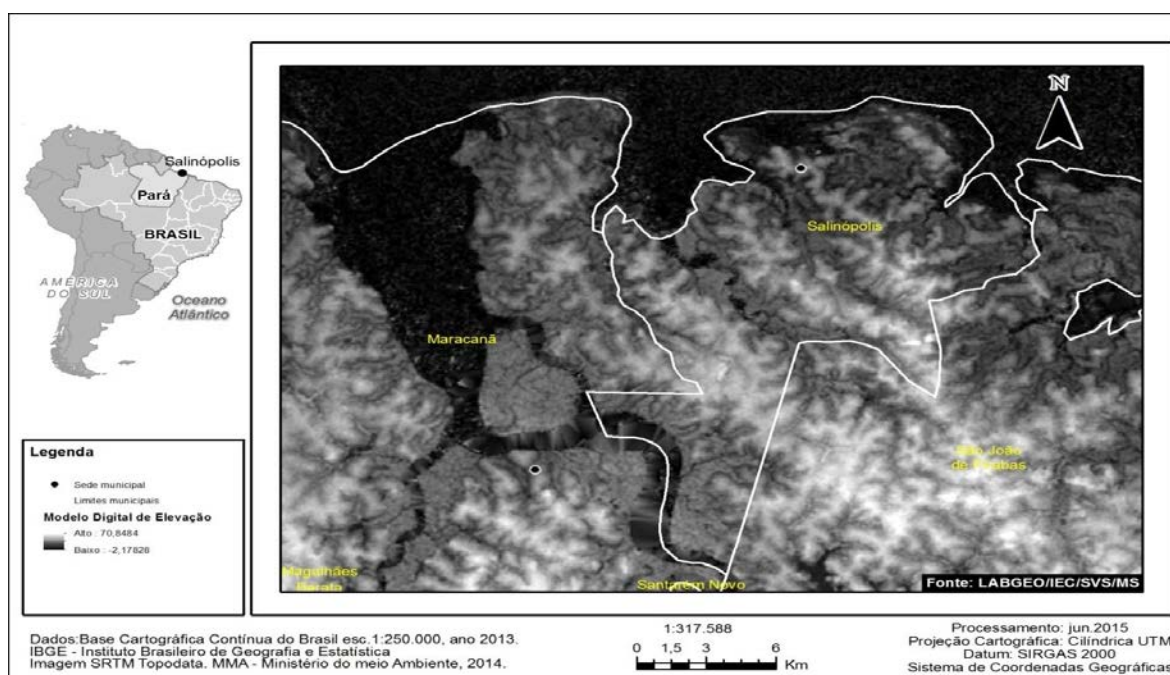 Salinópolis
Pará
BRASIL
AMÉRICA
DO SUL
Oceano
Atlântico
Legenda
Sede municipal
Limites municipais
Modelo Digital de Elevação
Alto : 70,8484
Baixo : -2,17828
N
Salinópolis
Maracanã
São João
de Pirabas
Magalhães
Barata
Santarém Novo
Fonte: LABGEO/IEC/SVS/MS
Dados:Base Cartográfica Contínua do Brasil esc.1:250.000, ano 2013.
IBGE - Instituto Brasileiro de Geografia e Estatística
Imagem SRTM Topodata. MMA - Ministério do meio Ambiente, 2014.
1:317.588
0 1,5 3 6
Km
Processamento: jun.2015
Projeção Cartográfica: Cilíndrica UTM
Datum: SIRGAS 2000
Sistema de Coordenadas Geográficas